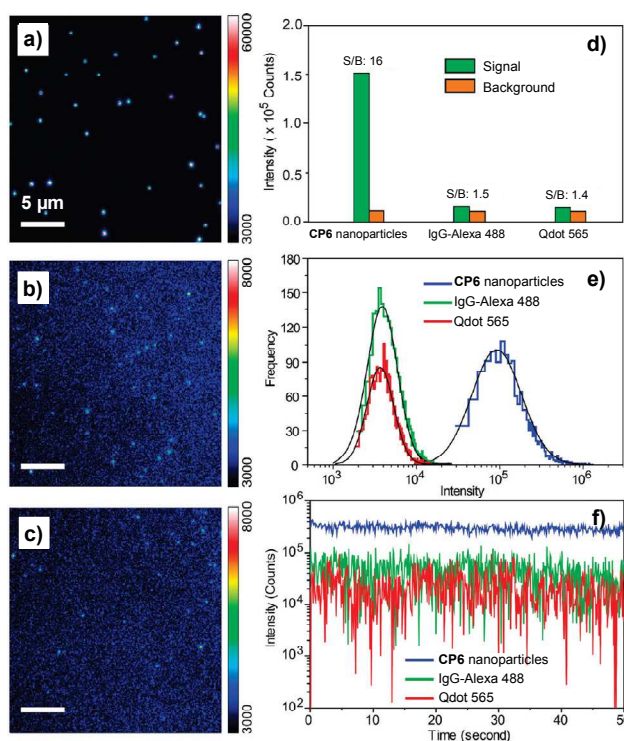 a)
60000
3000
5 µm
b)
8000
3000
c)
8000
3000
d)
Intensity ( x 10⁵ Counts)
2.0
1.5
1.0
0.5
0.0
S/B: 16
Signal
Background
S/B: 1.5
S/B: 1.4
CP6 nanoparticles
IgG-Alexa 488
Qdot 565
e)
Frequency
180
150
120
90
60
30
0
CP6 nanoparticles
IgG-Alexa 488
Qdot 565
10³
10⁴
10⁵
10⁶
Intensity
f)
Intensity (Counts)
10⁶
10⁵
10⁴
10³
10²
CP6 nanoparticles
IgG-Alexa 488
Qdot 565
0
10
20
30
40
50
Time (second)